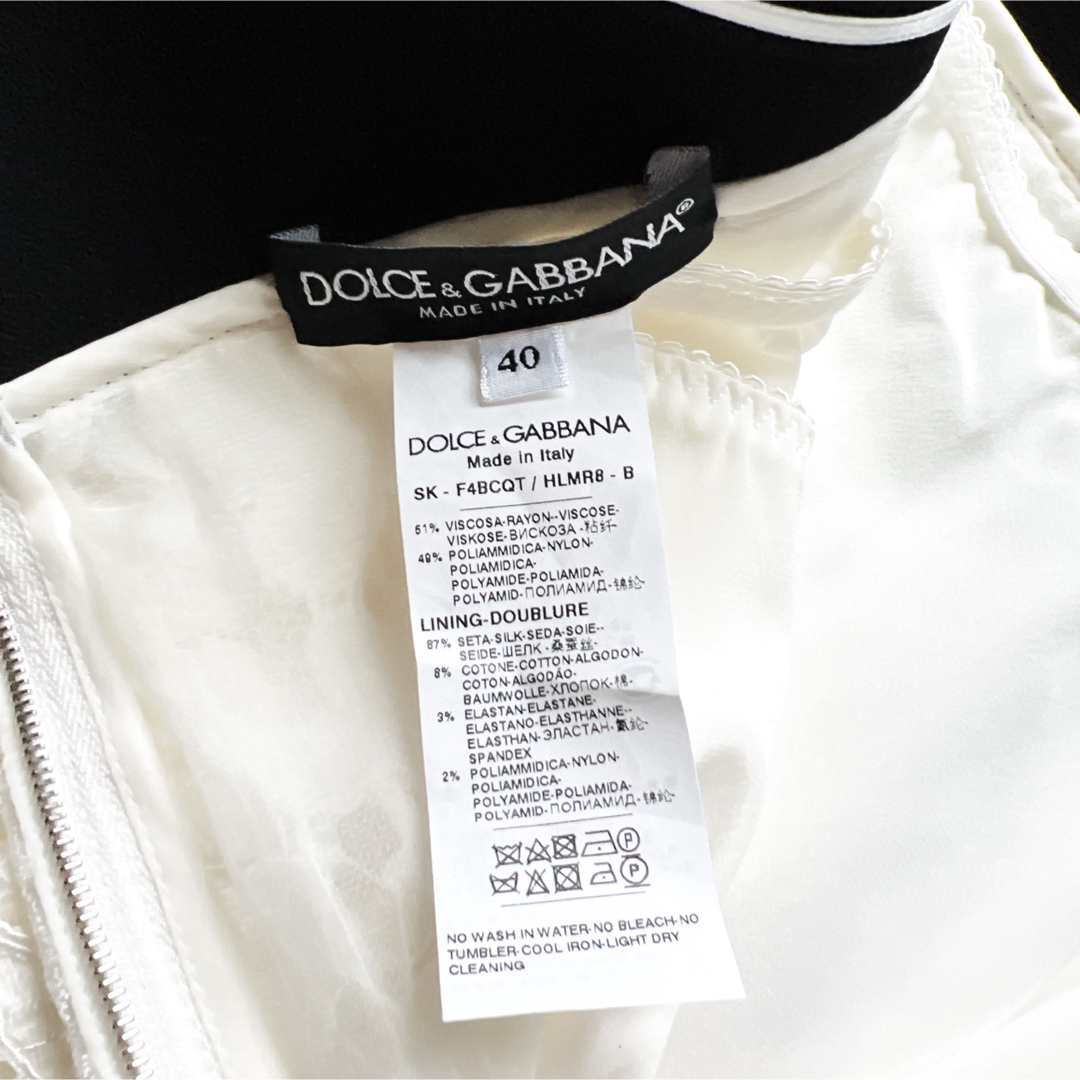 DOLCE & GABBANA®
MADE IN ITALY
40
DOLCE & GABBANA
Made in Italy
SK - F4BCQT / HLMR8 - B
51% VISCOSA-RAYON--VISCOSE-
VISKOSE-ВИСКОЗА -粘纤
49% POLIAMMIDICA-NYLON-
POLIAMIDICA-
POLYAMIDE-POLIAMIDA-
POLYAMID-ПОЛИАМИД-锦纶-
LINING-DOUBLURE
87% SETA-SILK-SEDA-SOIE--
SEIDE-ШЕЛК -桑蚕丝-
8% COTONE-COTTON-ALGODON-
COTON-ALGODÃO-
BAUMWOLLE-ХЛОПОК-棉-
3% ELASTAN-ELASTANE-
ELASTANO-ELASTHANNE--
ELASTHAN-ЭЛАСТАН-氨纶-
SPANDEX
2% POLIAMMIDICA-NYLON-
POLIAMIDICA-
POLYAMIDE-POLIAMIDA-
POLYAMID-ПОЛИАМИД-锦纶-
P
P
NO WASH IN WATER-NO BLEACH-NO
TUMBLER-COOL IRON-LIGHT DRY
CLEANING